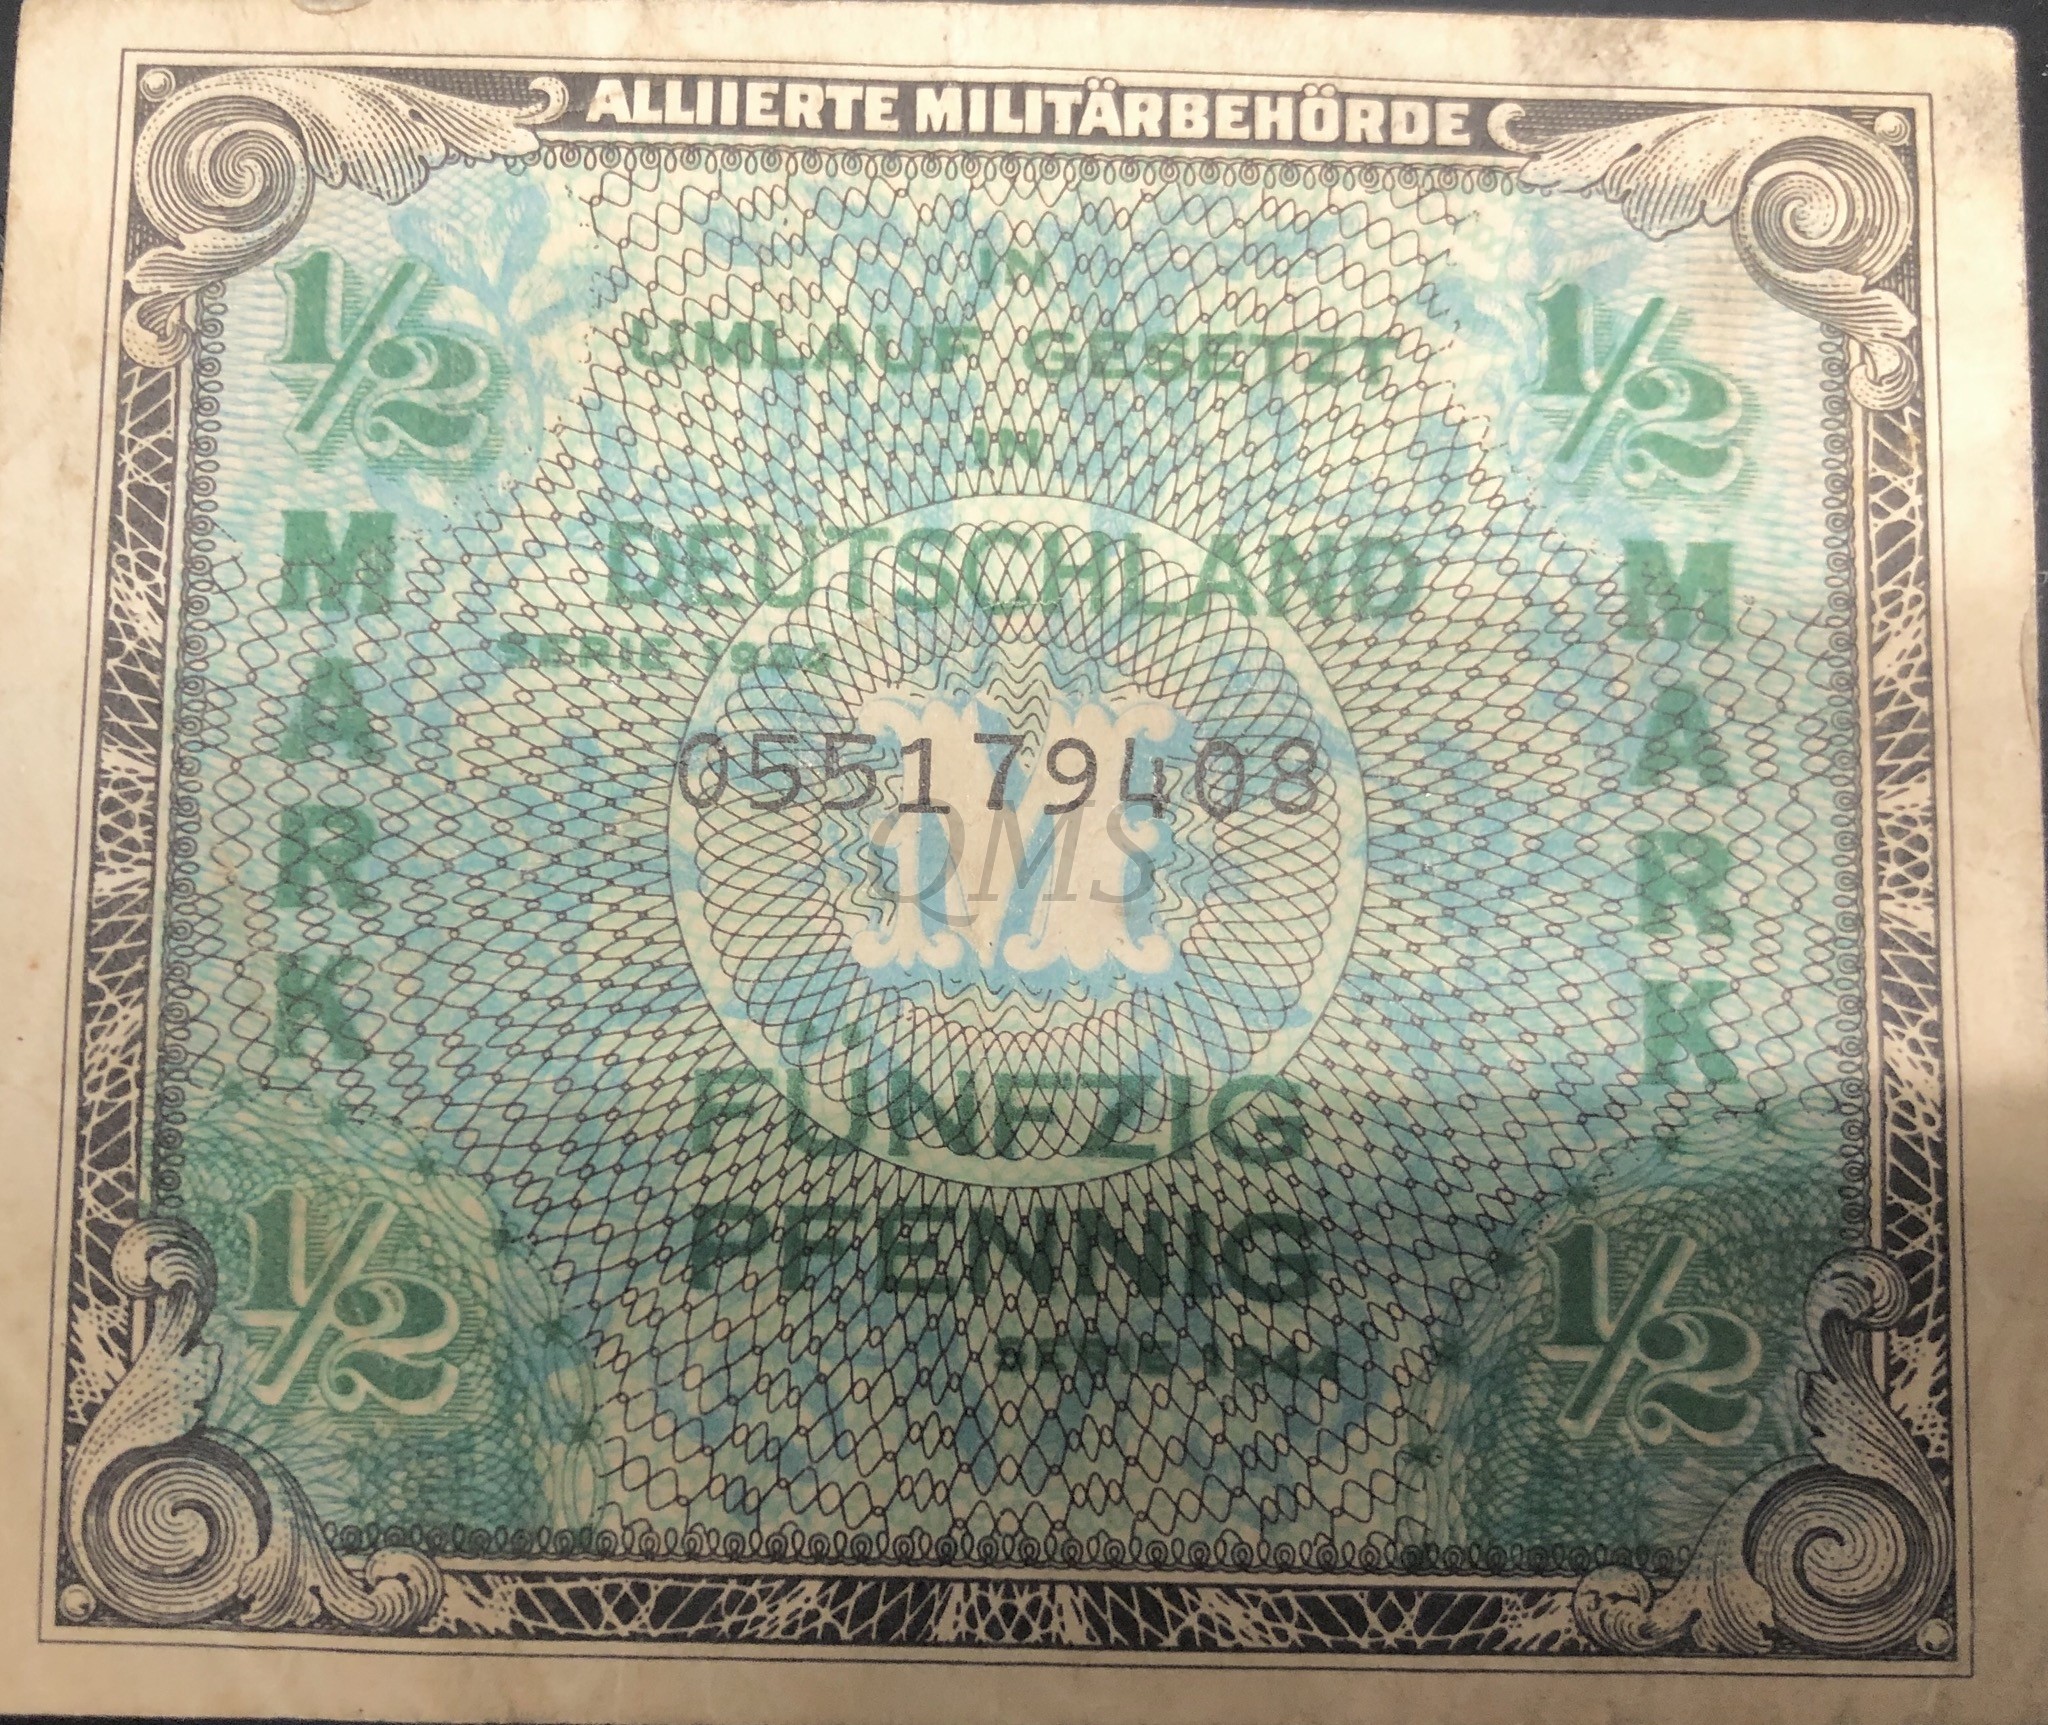 ALLIIERTE MILITÄRBEHÖRDE
1/2 IN 1/2
UMLAUF GESETZT
IN
MARK DEUTSCHLAND MARK
SERIE 1944
M
055179408
QMS
FÜNFZIG
PFENNIG
1/2 1/2
SERIE 1944